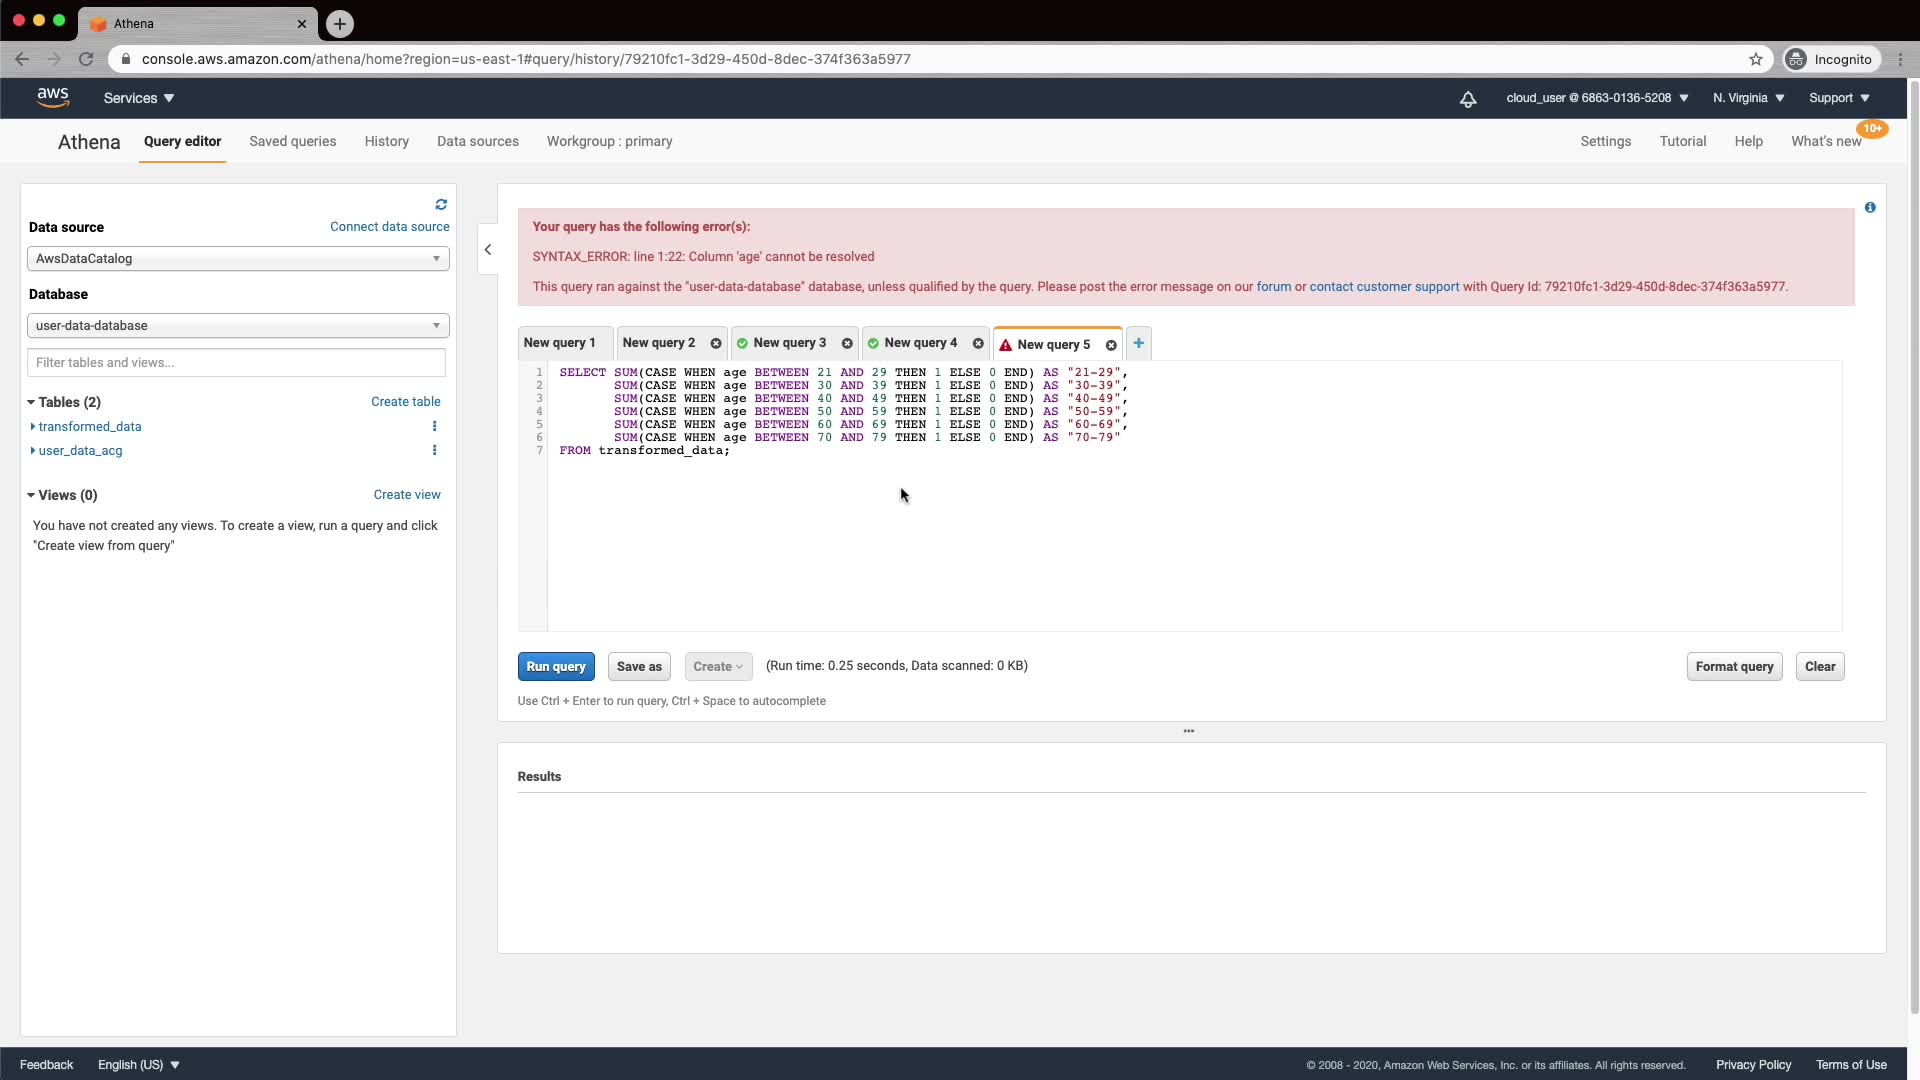 Athena
console.aws.amazon.com/athena/home?region=us-east-1#query/history/79210fc1-3d29-450d-8dec-374f363a5977
Incognito
aws
Services
cloud_user @ 6863-0136-5208
N. Virginia
Support
Athena
Query editor
Saved queries
History
Data sources
Workgroup : primary
Settings
Tutorial
Help
What's new
10+
Data source
Connect data source
AwsDataCatalog
Database
user-data-database
Filter tables and views...
Tables (2)
Create table
transformed_data
user_data_acg
Views (0)
Create view
You have not created any views. To create a view, run a query and click
"Create view from query"
Your query has the following error(s):
SYNTAX_ERROR: line 1:22: Column 'age' cannot be resolved
This query ran against the "user-data-database" database, unless qualified by the query. Please post the error message on our forum or contact customer support with Query Id: 79210fc1-3d29-450d-8dec-374f363a5977.
New query 1
New query 2
New query 3
New query 4
New query 5
1 SELECT SUM(CASE WHEN age BETWEEN 21 AND 29 THEN 1 ELSE 0 END) AS "21-29",
2 SUM(CASE WHEN age BETWEEN 30 AND 39 THEN 1 ELSE 0 END) AS "30-39",
3 SUM(CASE WHEN age BETWEEN 40 AND 49 THEN 1 ELSE 0 END) AS "40-49",
4 SUM(CASE WHEN age BETWEEN 50 AND 59 THEN 1 ELSE 0 END) AS "50-59",
5 SUM(CASE WHEN age BETWEEN 60 AND 69 THEN 1 ELSE 0 END) AS "60-69",
6 SUM(CASE WHEN age BETWEEN 70 AND 79 THEN 1 ELSE 0 END) AS "70-79"
7 FROM transformed_data;
Run query
Save as
Create
(Run time: 0.25 seconds, Data scanned: 0 KB)
Format query
Clear
Use Ctrl + Enter to run query, Ctrl + Space to autocomplete
Results
Feedback
English (US)
© 2008 - 2020, Amazon Web Services, Inc. or its affiliates. All rights reserved.
Privacy Policy
Terms of Use